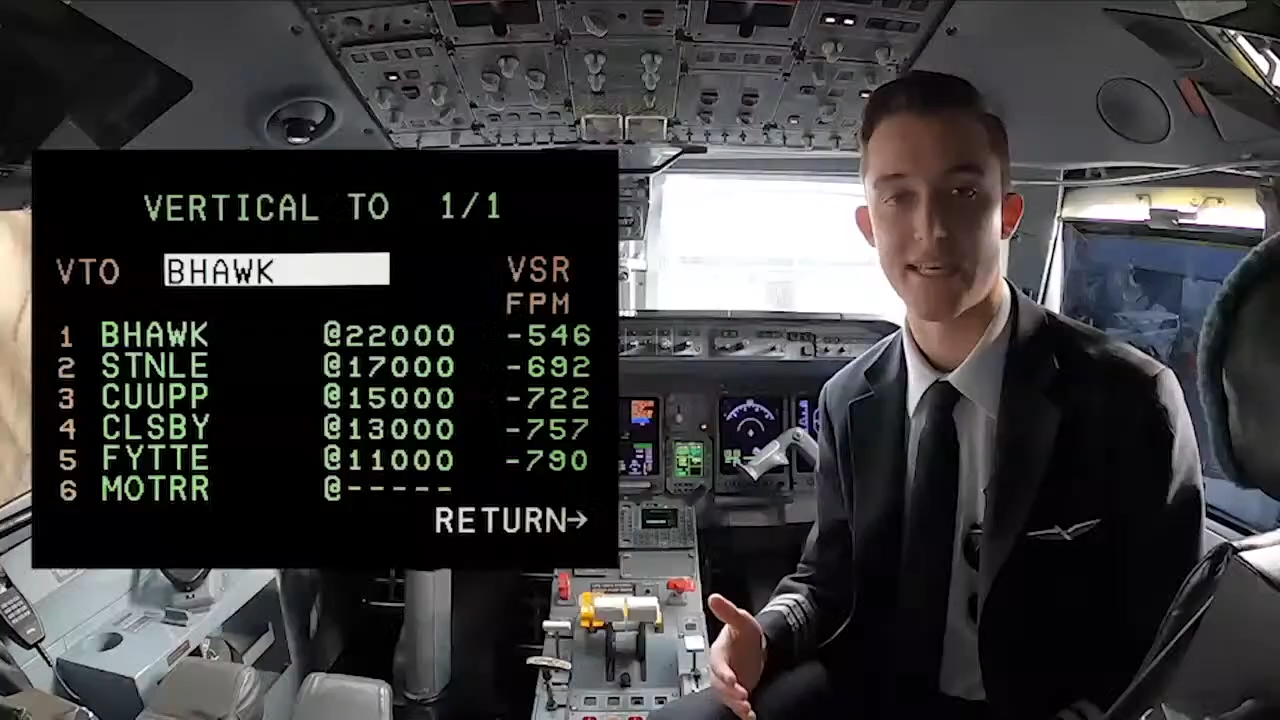 VERTICAL TO 1/1
VTO BHAWK VSR
FPM
1 BHAWK @22000 -546
2 STNLE @17000 -692
3 CUUPP @15000 -722
4 CLSBY @13000 -757
5 FYTTE @11000 -790
6 MOTRR @-----
RETURN→